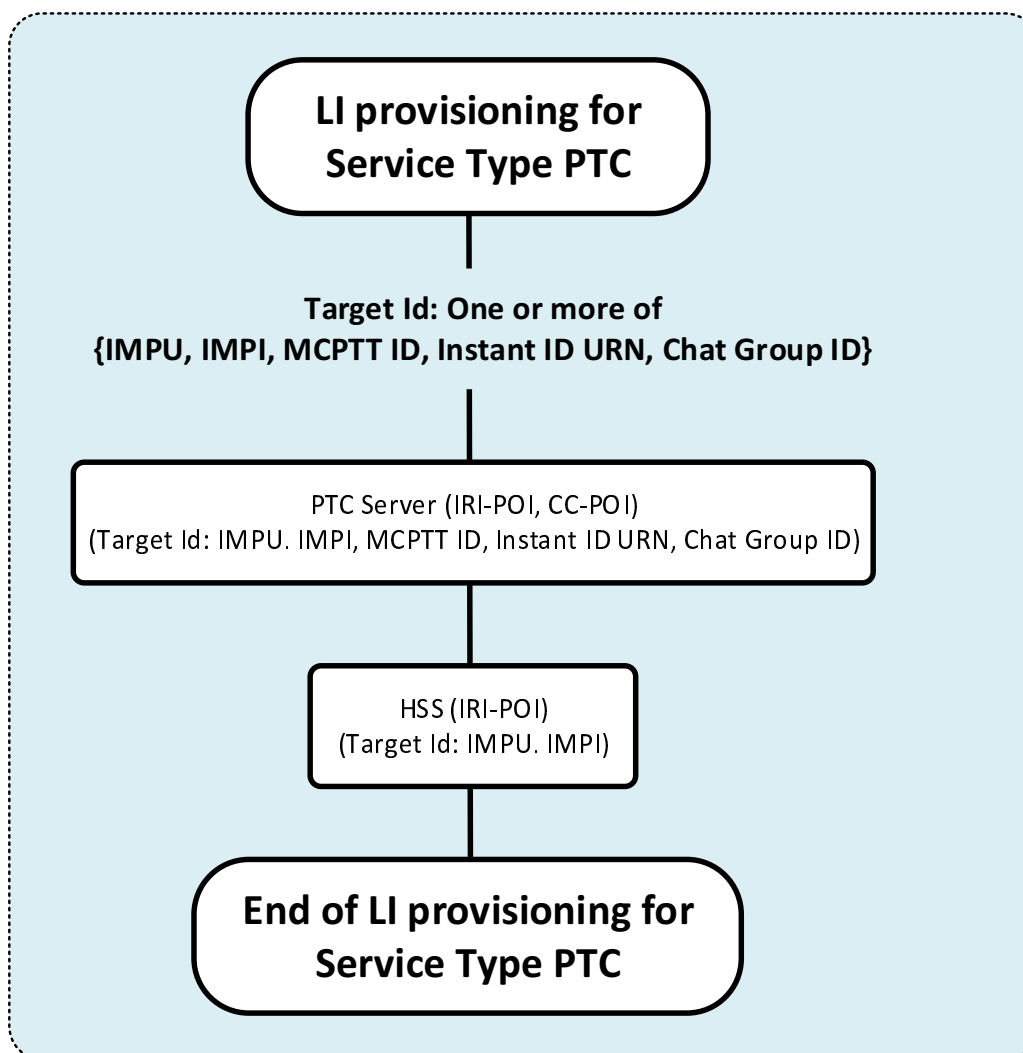 LI provisioning for
Service Type PTC
Target Id: One or more of
{IMPU, IMPI, MCPTT ID, Instant ID URN, Chat Group ID}
PTC Server (IRI-POI, CC-POI)
(Target Id: IMPU. IMPI, MCPTT ID, Instant ID URN, Chat Group ID)
HSS (IRI-POI)
(Target Id: IMPU. IMPI)
End of LI provisioning for
Service Type PTC